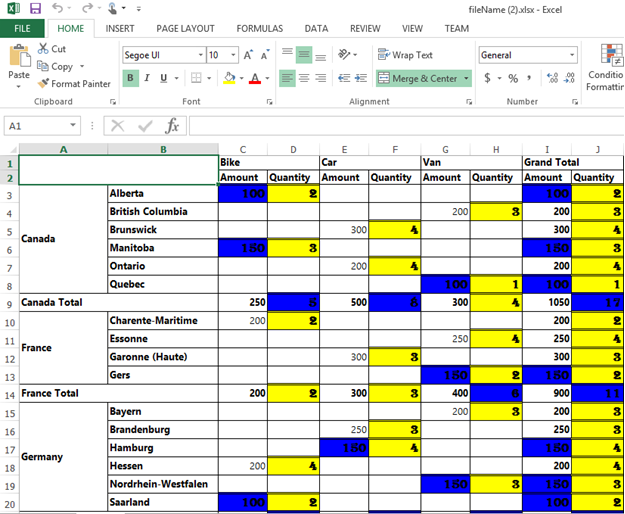 fileName (2).xlsx - Excel
FILE HOME INSERT PAGE LAYOUT FORMULAS DATA REVIEW VIEW TEAM
Paste Cut Segoe UI 10 Wrap Text General
Copy
Format Painter B I U Merge & Center $ % Conditio
Formattin
Clipboard Font Alignment Number
A1 fx
A B C D E F G H I J
1 Bike Car Van Grand Total
2 Amount Quantity Amount Quantity Amount Quantity Amount Quantity
3 Alberta 100 2 100 2
4 British Columbia 200 3 200 3
5 Brunswick 300 4 300 4
Canada
6 Manitoba 150 3 150 3
7 Ontario 200 4 200 4
8 Quebec 100 1 100 1
9 Canada Total 250 5 500 8 300 4 1050 17
10 Charente-Maritime 200 2 200 2
11 Essonne 250 4 250 4
France
12 Garonne (Haute) 300 3 300 3
13 Gers 150 2 150 2
14 France Total 200 2 300 3 400 6 900 11
15 Bayern 200 3 200 3
16 Brandenburg 250 3 250 3
17 Hamburg 150 4 150 4
Germany
18 Hessen 200 4 200 4
19 Nordrhein-Westfalen 150 3 150 3
20 Saarland 100 2 100 2